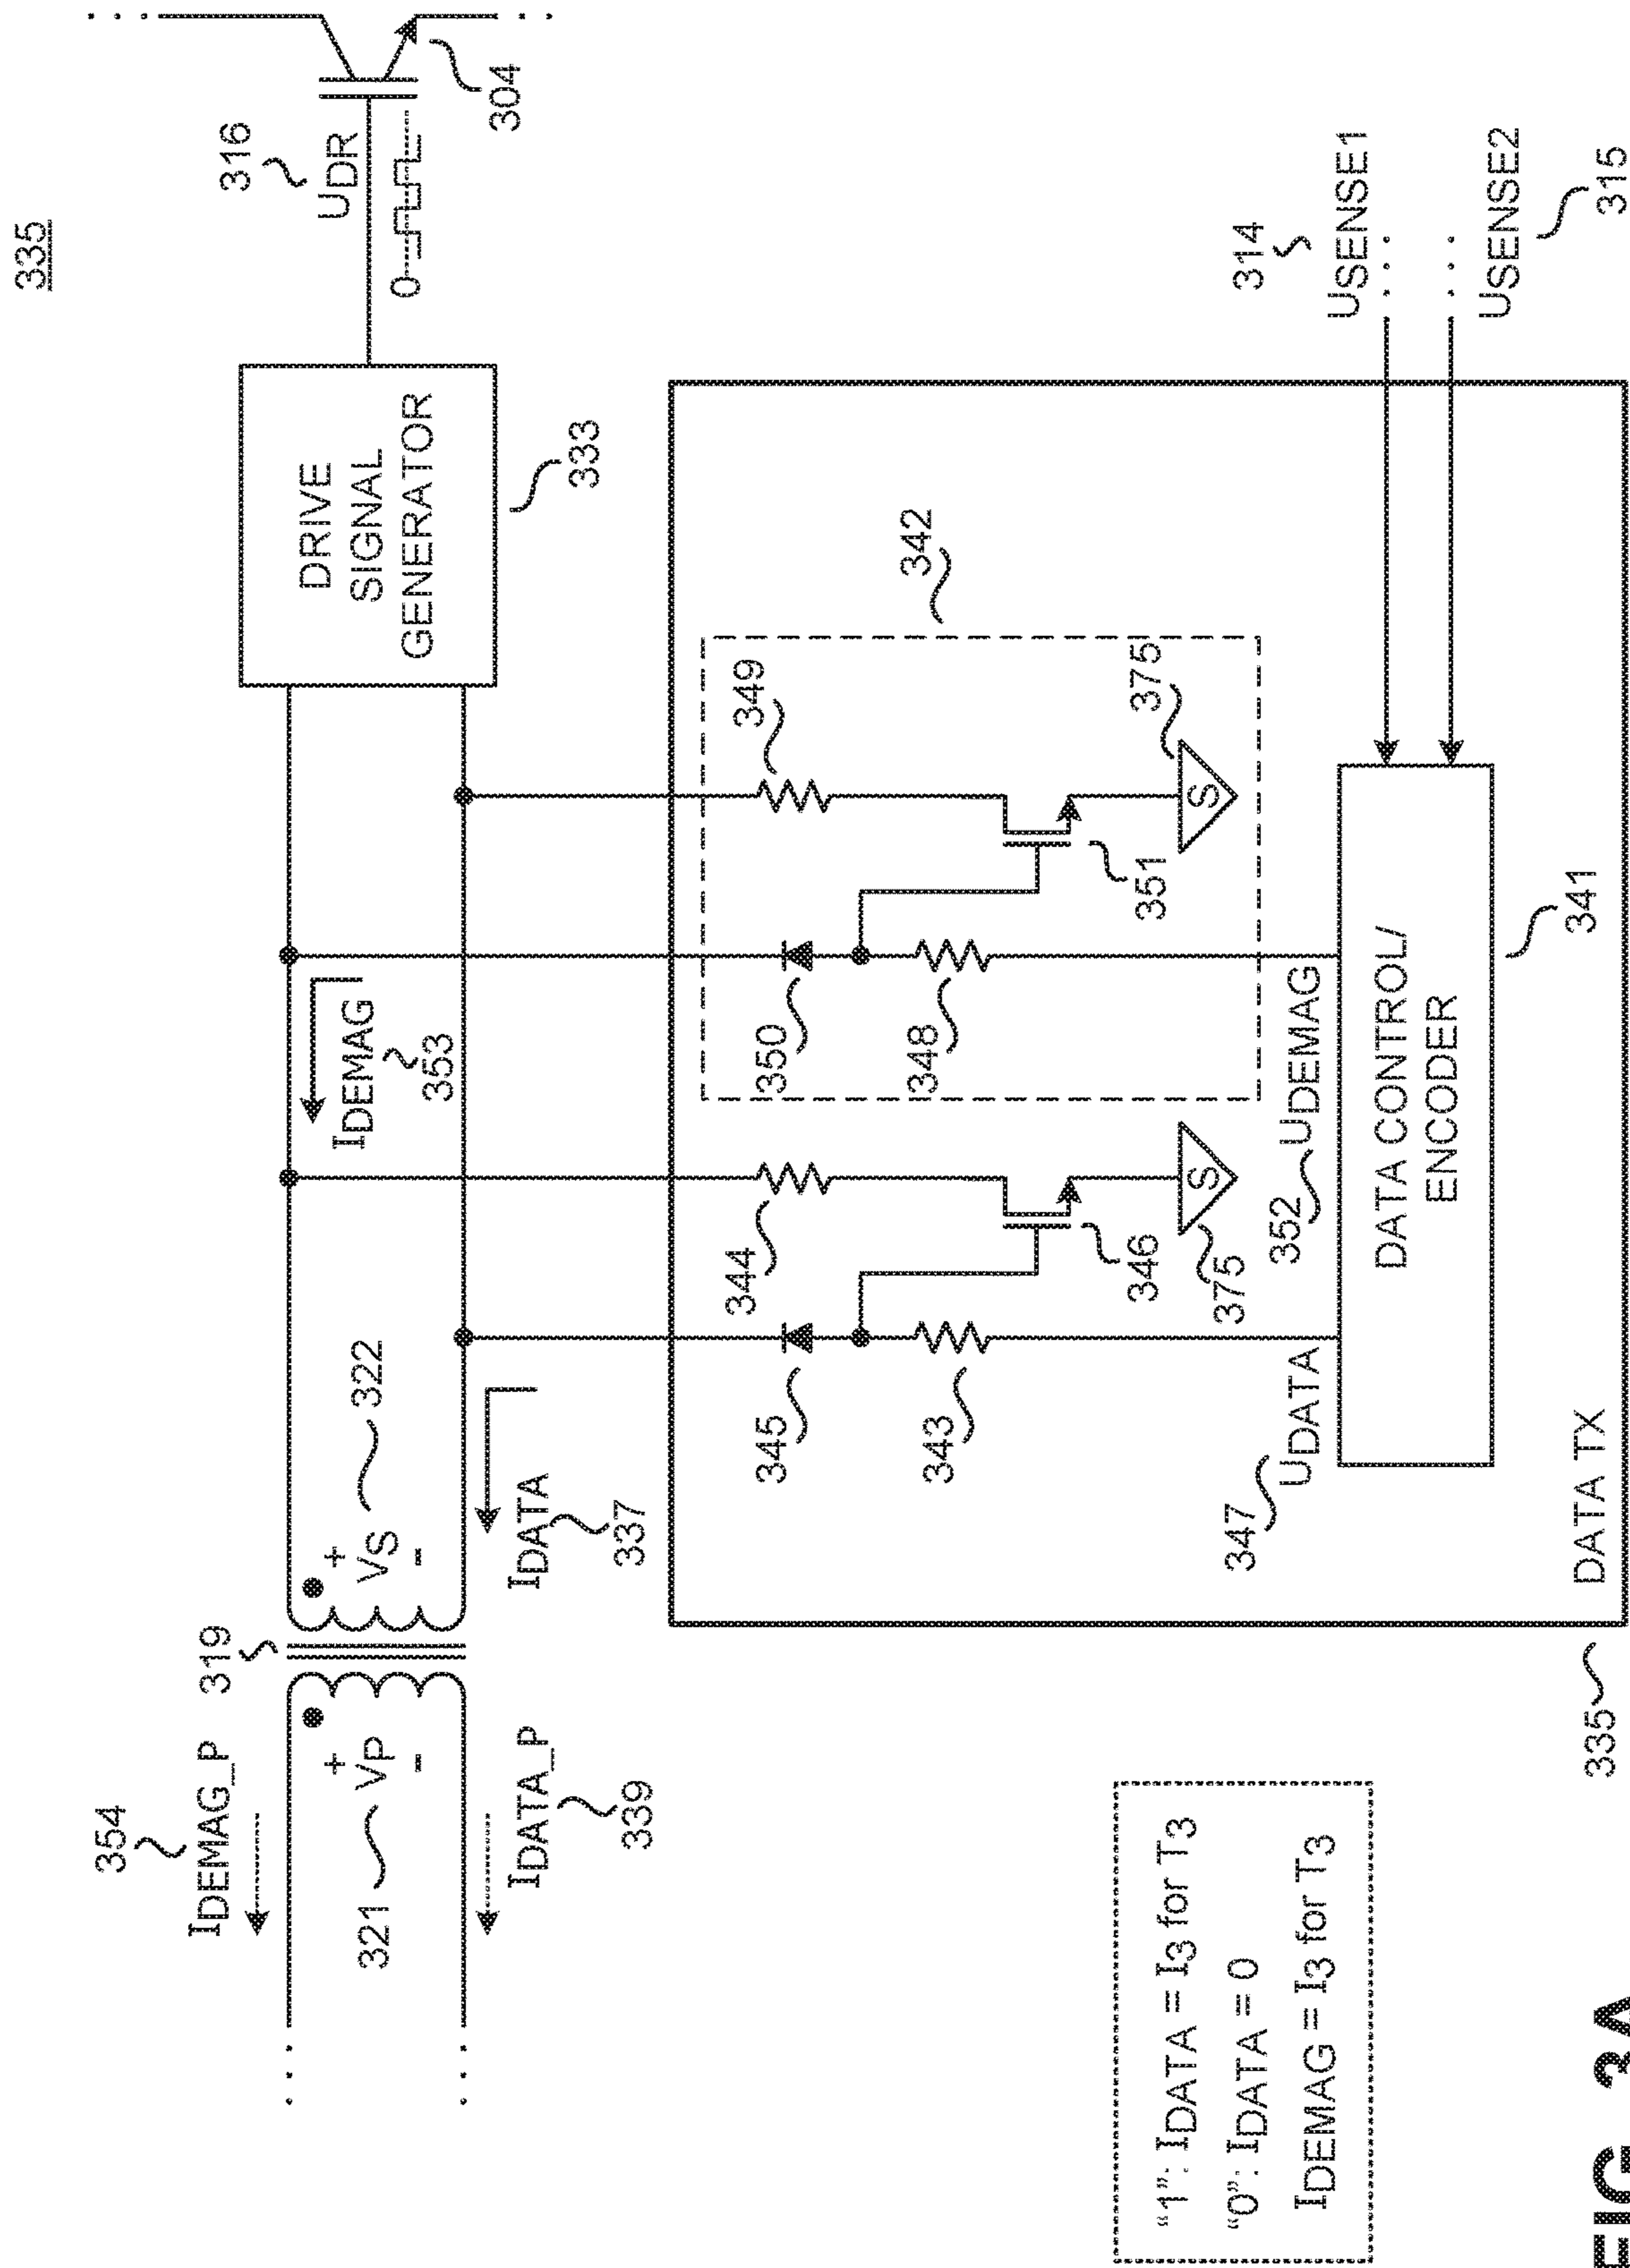 335
316
UDR
0
304
DRIVE
SIGNAL
GENERATOR
333
354
IDEMAG_P
319
+
VP
-
321
+
VS
-
322
IDEMAG
353
IDATA_P
339
IDATA
337
342
349
344
350
345
348
343
351
346
375
S
375
S
347
UDATA
352
UDEMAG
DATA CONTROL/
ENCODER
341
314
USENSE1
USENSE2
315
DATA TX
335
“1”: IDATA = I3 for T3
“0”: IDATA = 0
IDEMAG = I3 for T3
FIG. 3A